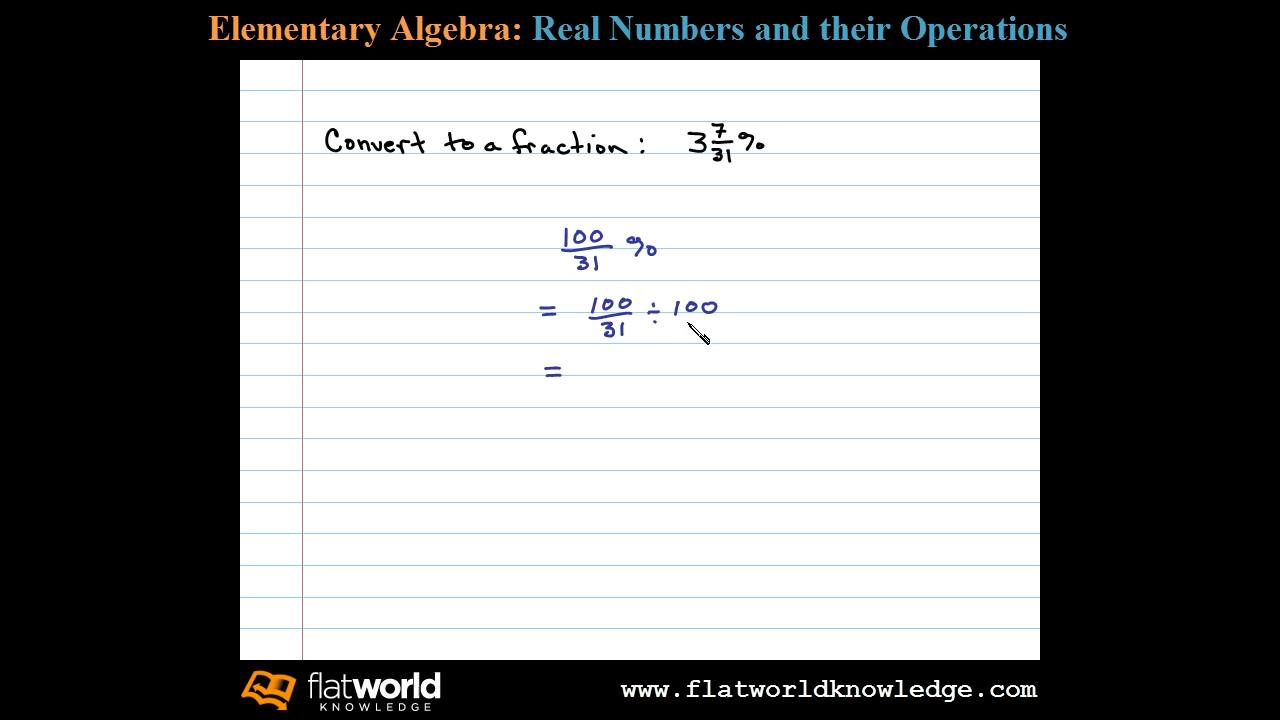 Elementary Algebra: Real Numbers and their Operations
Convert to a fraction: 3 7/31 %
100/31 %
= 100/31 ÷ 100
=
flatworld
KNOWLEDGE
www.flatworldknowledge.com